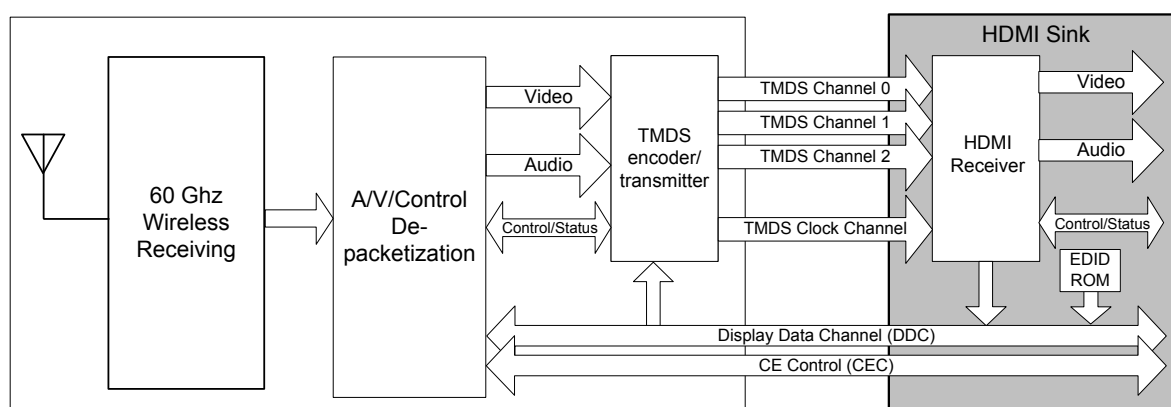 HDMI Sink
60 Ghz
Wireless
Receiving
A/V/Control
De-
packetization
Video
Audio
Control/Status
TMDS
encoder/
transmitter
TMDS Channel 0
TMDS Channel 1
TMDS Channel 2
TMDS Clock Channel
HDMI
Receiver
Video
Audio
Control/Status
EDID
ROM
Display Data Channel (DDC)
CE Control (CEC)